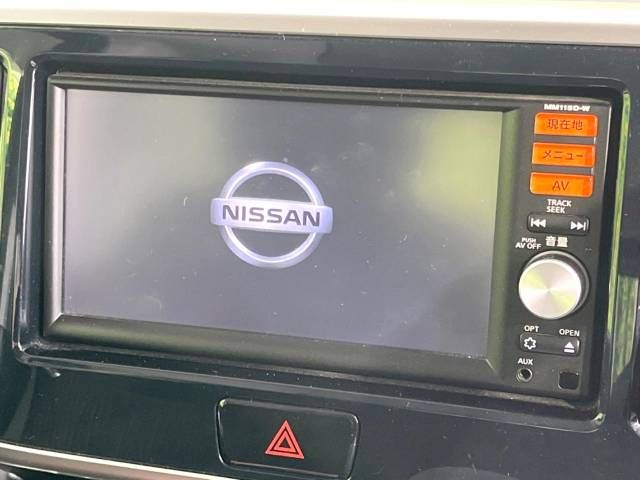 MM115D-W
現在地
メニュー
AV
TRACK
SEEK
PUSH
AV OFF
音量
NISSAN
OPT
OPEN
AUX